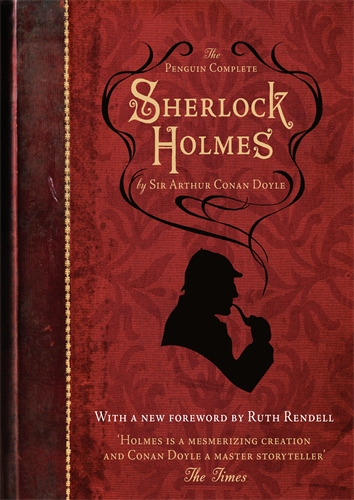 The
Penguin Complete
Sherlock
Holmes
by Sir Arthur Conan Doyle
With a new foreword by Ruth Rendell
‘Holmes is a mesmerizing creation
and Conan Doyle a master storyteller’
The Times